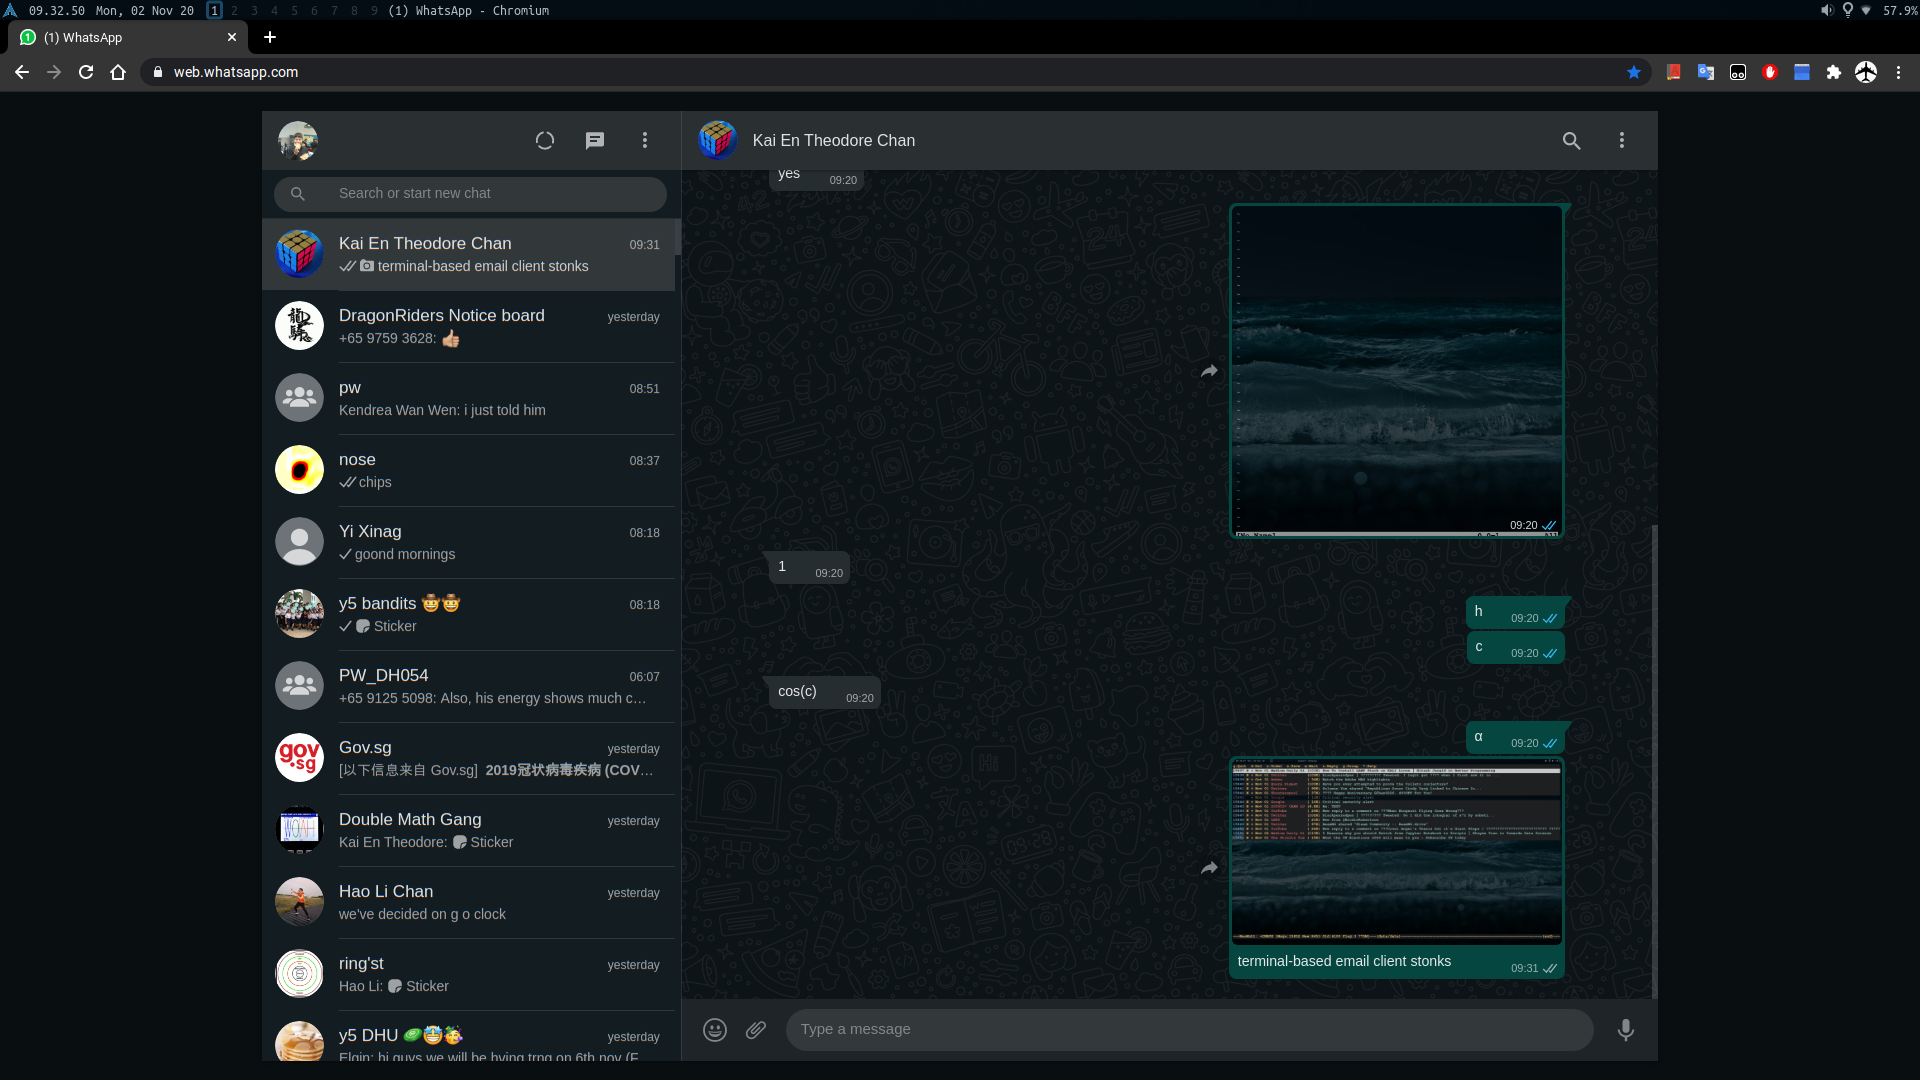 09.32.50 Mon, 02 Nov 20 1 2 3 4 5 6 7 8 9 (1) WhatsApp - Chromium 57.9%
(1) WhatsApp
web.whatsapp.com
Kai En Theodore Chan
Search or start new chat
Kai En Theodore Chan 09:31
terminal-based email client stonks
DragonRiders Notice board yesterday
+65 9759 3628: 👍🏼
pw 08:51
Kendrea Wan Wen: i just told him
nose 08:37
chips
Yi Xinag 08:18
goond mornings
y5 bandits 🤠🤠 08:18
Sticker
PW_DH054 06:07
+65 9125 5098: Also, his energy shows much c…
gov.sg
Gov.sg yesterday
[以下信息来自 Gov.sg] 2019冠状病毒疾病 (COV…
Double Math Gang yesterday
Kai En Theodore: Sticker
Hao Li Chan yesterday
we've decided on g o clock
ring'st yesterday
Hao Li: Sticker
y5 DHU 🥒🤩🥳 yesterday
Elgin: hi guys we will be hving trng on 6th nov (F
yes 09:20
09:20
1 09:20
h 09:20
c 09:20
cos(c) 09:20
α 09:20
terminal-based email client stonks 09:31
Type a message